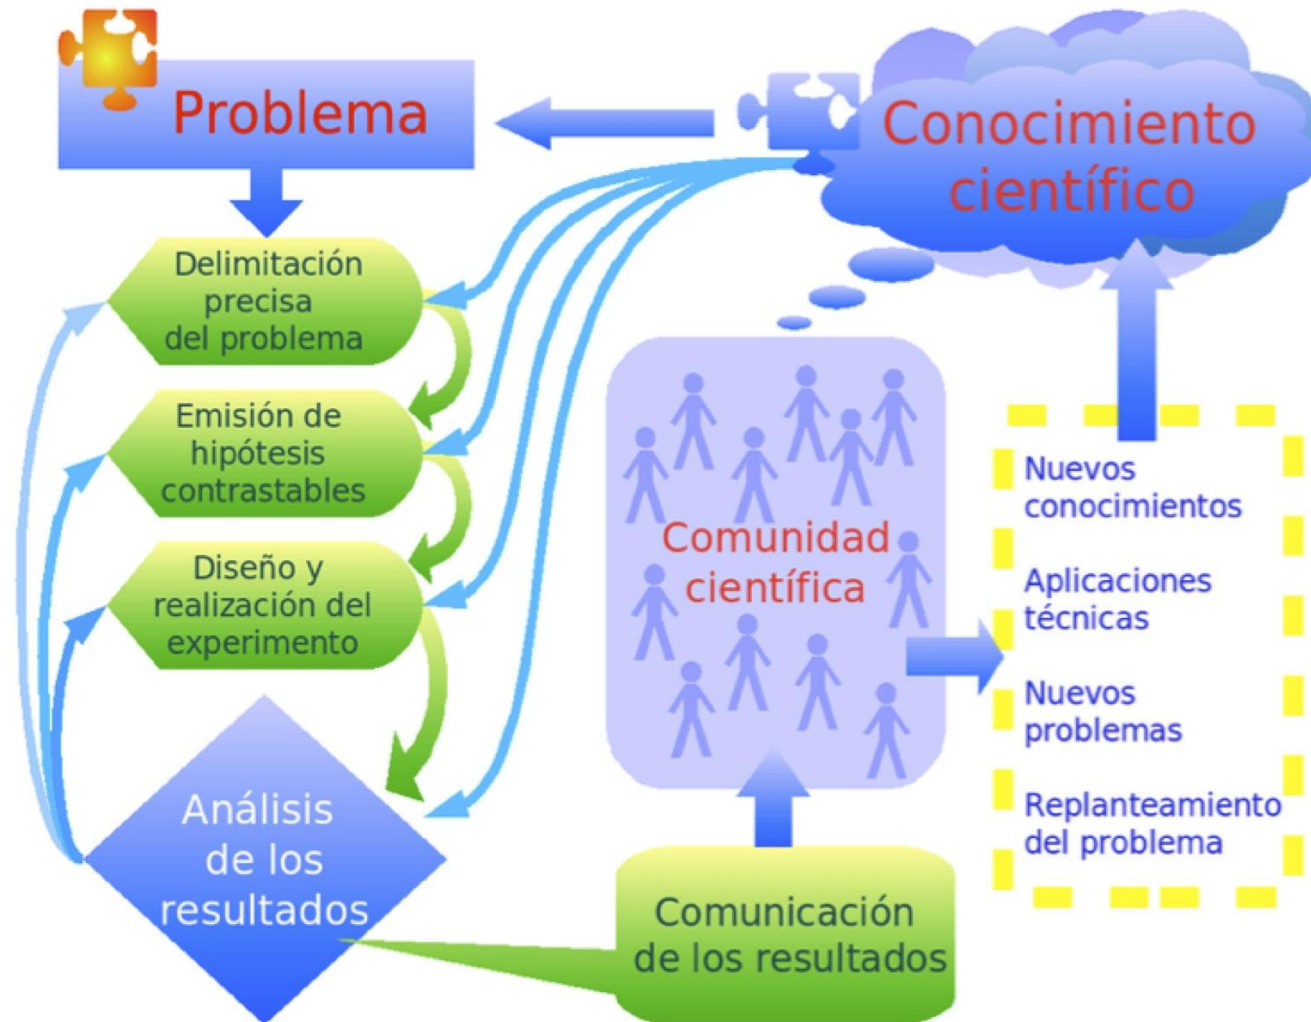 Problema
Conocimiento
científico
Delimitación
precisa
del problema
Emisión de
hipótesis
contrastables
Diseño y
realización del
experimento
Análisis
de los
resultados
Comunidad
científica
Comunicación
de los resultados
Nuevos
conocimientos
Aplicaciones
técnicas
Nuevos
problemas
Replanteamiento
del problema